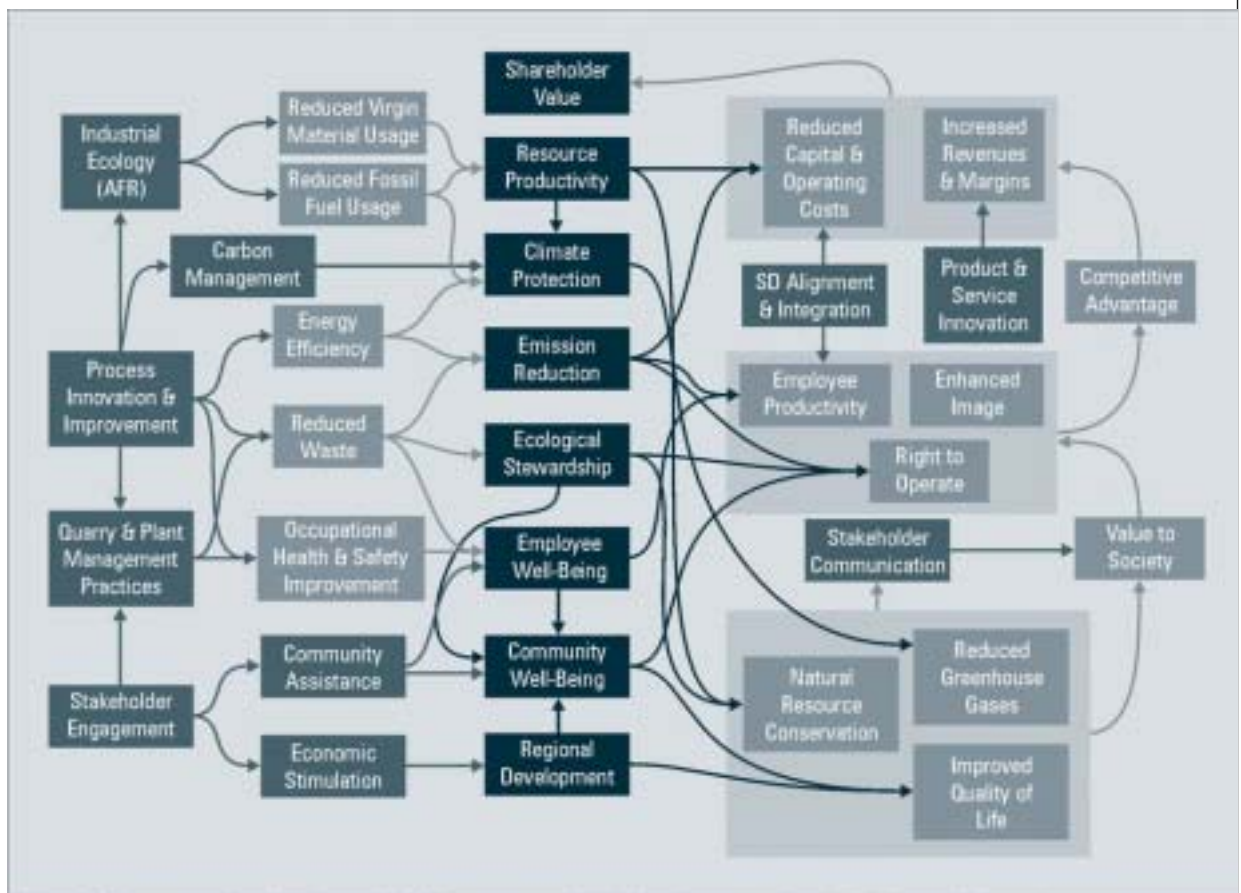 Shareholder
Value
Industrial
Ecology
(AFR)
Reduced Virgin
Material Usage
Reduced Fossil
Fuel Usage
Resource
Productivity
Reduced
Capital &
Operating
Costs
Increased
Revenues
& Margins
Carbon
Management
Climate
Protection
SD Alignment
& Integration
Product &
Service
Innovation
Competitive
Advantage
Process
Innovation &
Improvement
Energy
Efficiency
Emission
Reduction
Employee
Productivity
Enhanced
Image
Reduced
Waste
Ecological
Stewardship
Right to
Operate
Quarry & Plant
Management
Practices
Occupational
Health & Safety
Improvement
Employee
Well-Being
Stakeholder
Communication
Value to
Society
Stakeholder
Engagement
Community
Assistance
Community
Well-Being
Natural
Resource
Conservation
Reduced
Greenhouse
Gases
Economic
Stimulation
Regional
Development
Improved
Quality of
Life